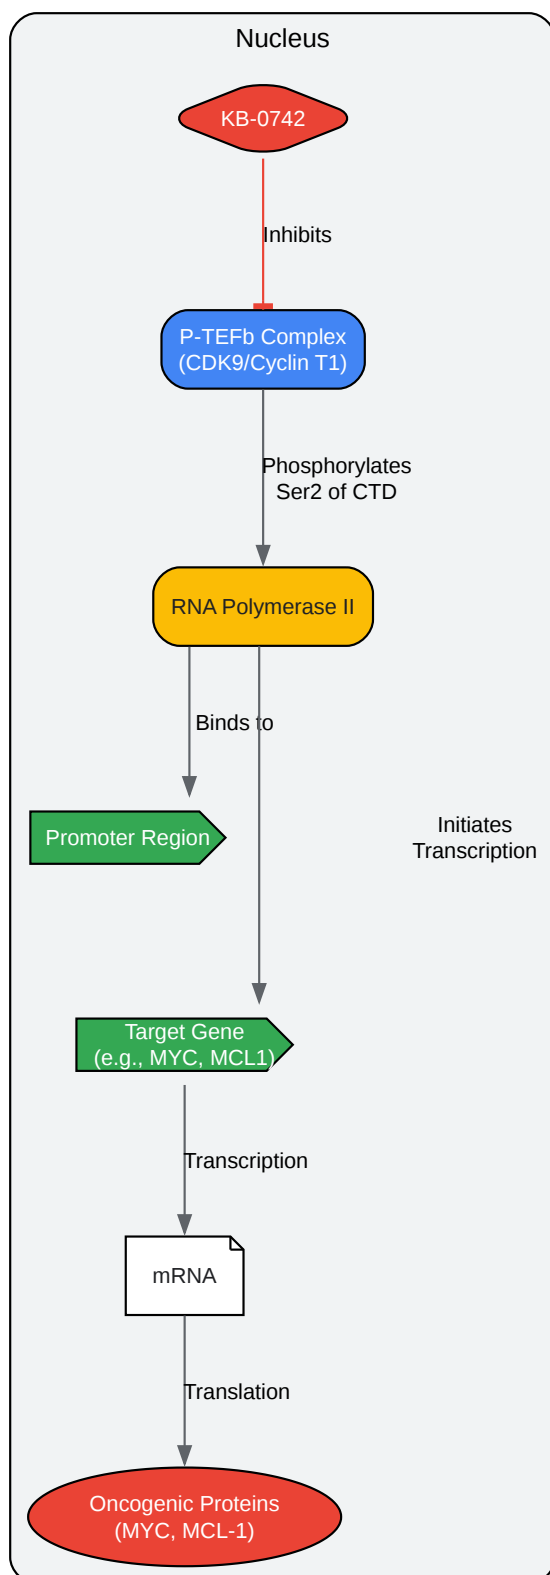 Nucleus
KB-0742
Inhibits
P-TEFb Complex
(CDK9/Cyclin T1)
Phosphorylates
Ser2 of CTD
RNA Polymerase II
Binds to
Promoter Region
Initiates
Transcription
Target Gene
(e.g., MYC, MCL1)
Transcription
mRNA
Translation
Oncogenic Proteins
(MYC, MCL-1)